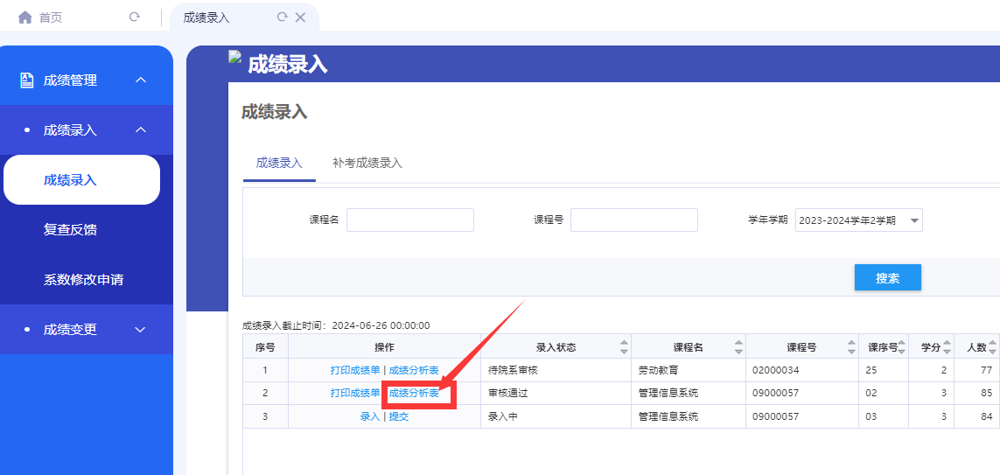 首页
成绩录入
成绩管理
成绩录入
成绩录入
复查反馈
系数修改申请
成绩变更
成绩录入
成绩录入
成绩录入 补考成绩录入
课程名 课程号 学年学期 2023-2024学年2学期
搜索
成绩录入截止时间：2024-06-26 00:00:00
序号 操作 录入状态 课程名 课程号 课序号 学分 人数
1 打印成绩单 | 成绩分析表 待院系审核 劳动教育 02000034 25 2 77
2 打印成绩单 成绩分析表 审核通过 管理信息系统 09000057 02 3 85
3 录入 | 提交 录入中 管理信息系统 09000057 03 3 84